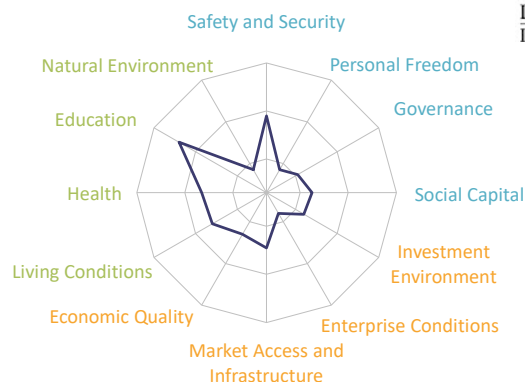 Safety and Security
Natural Environment
Personal Freedom
Education
Governance
Health
Social Capital
Living Conditions
Investment
Environment
Economic Quality
Enterprise Conditions
Market Access and
Infrastructure